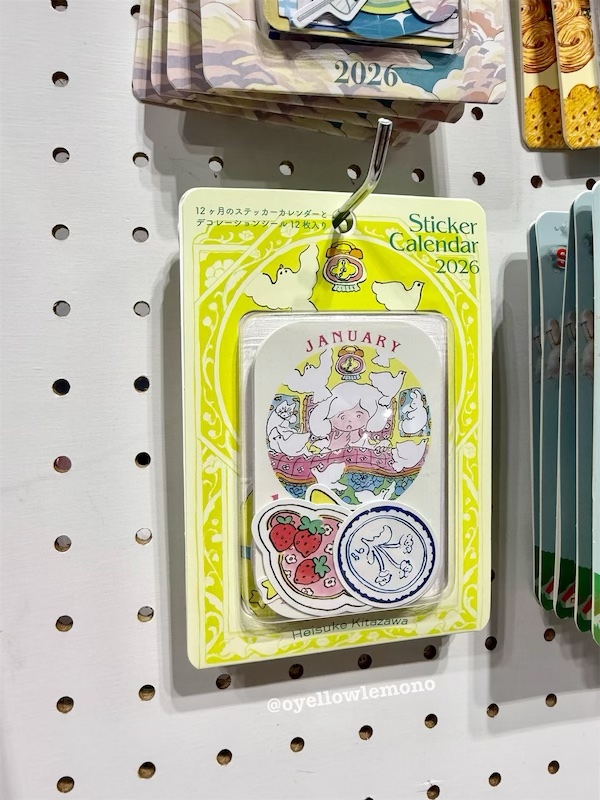 2026
12ヶ月のステッカーカレンダーと
デコレーションシール12枚入り
Sticker
Calendar
2026
JANUARY
Heisuke Kitazawa
@oyellowlemono